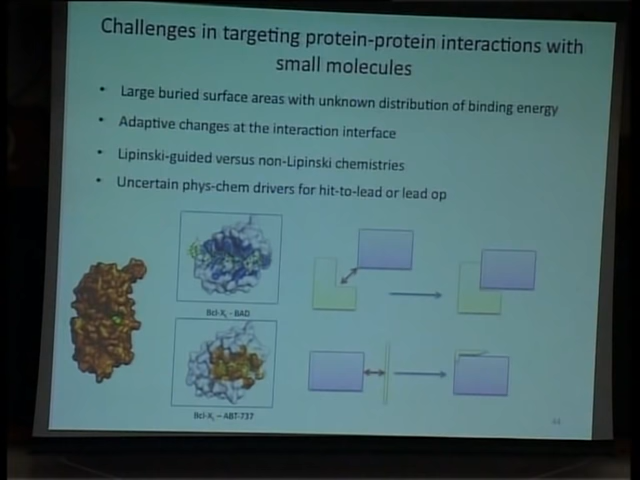 Challenges in targeting protein-protein interactions with
small molecules
• Large buried surface areas with unknown distribution of binding energy
• Adaptive changes at the interaction interface
• Lipinski-guided versus non-Lipinski chemistries
• Uncertain phys-chem drivers for hit-to-lead or lead op
Bcl-XL - BAD
Bcl-XL – ABT-737